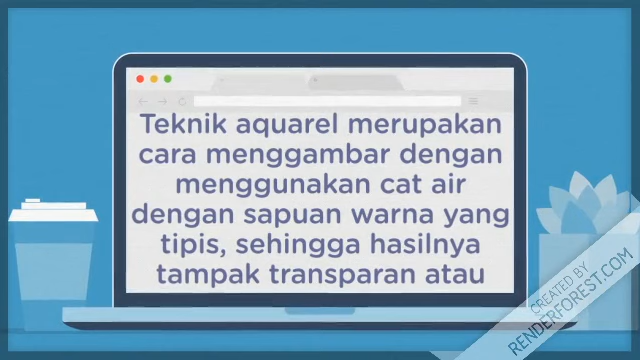 Teknik aquarel merupakan
cara menggambar dengan
menggunakan cat air
dengan sapuan warna yang
tipis, sehingga hasilnya
tampak transparan atau
CREATED BY
RENDERFOREST.COM